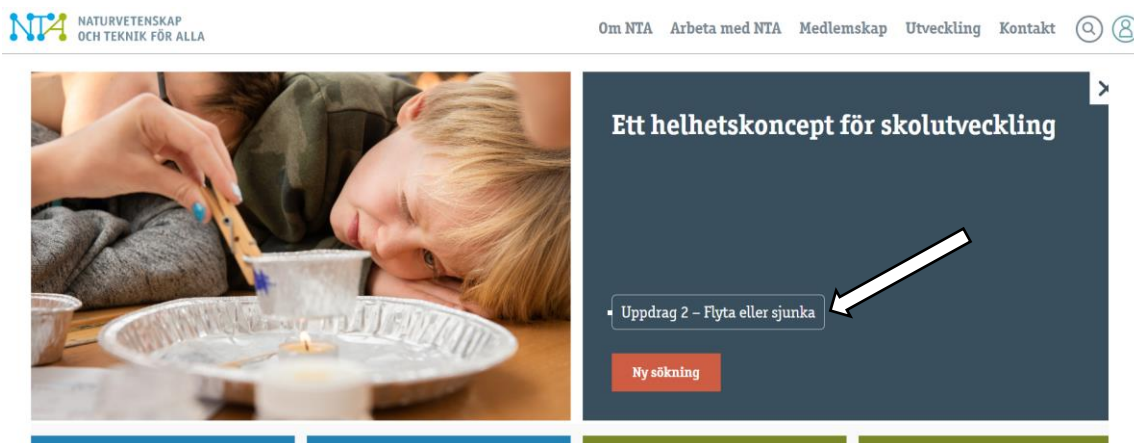 NTA NATURVETENSKAP
OCH TEKNIK FÖR ALLA
Om NTA Arbeta med NTA Medlemskap Utveckling Kontakt
Ett helhetskoncept för skolutveckling
Uppdrag 2 – Flyta eller sjunka
Ny sökning